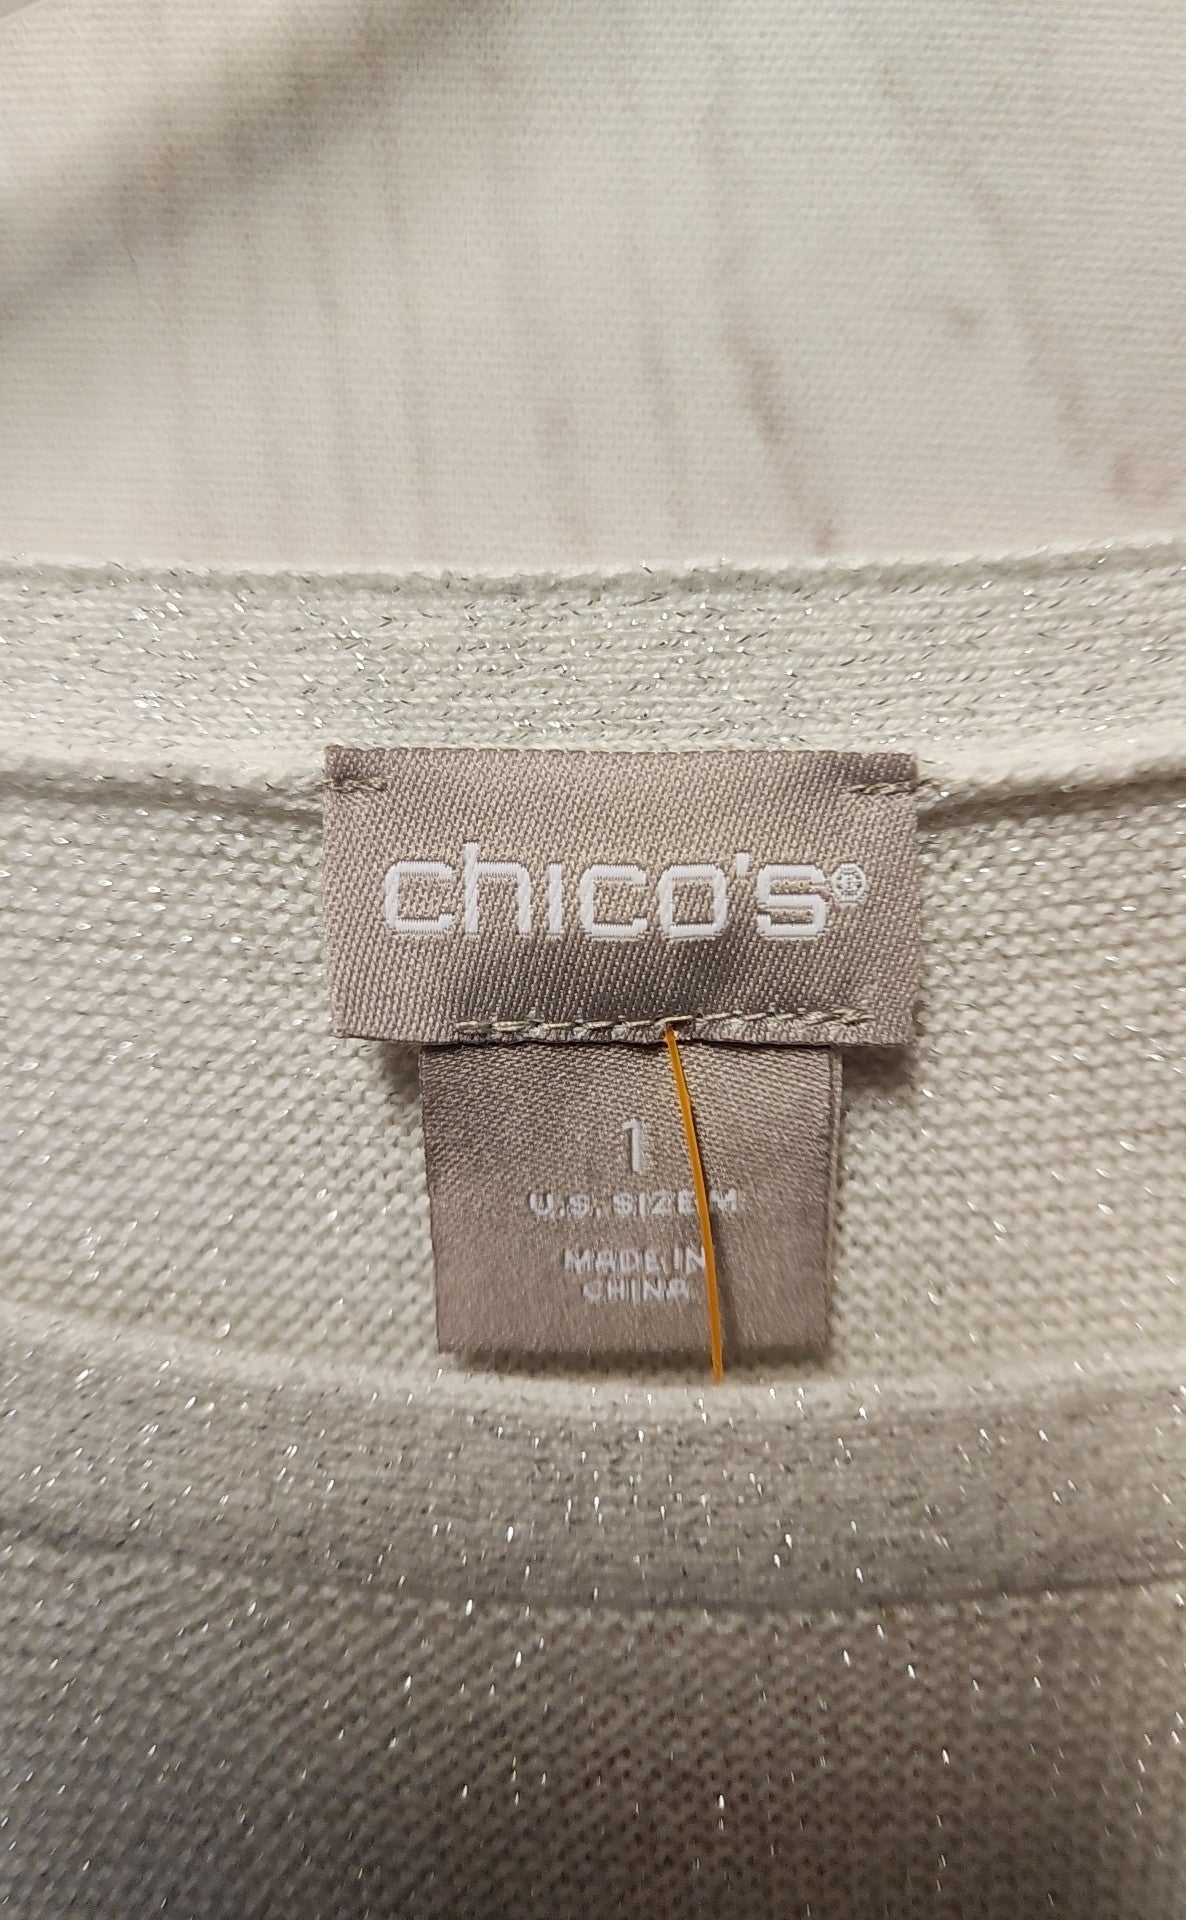 chico's®
1
U.S. SIZE M
MADE IN
CHINA